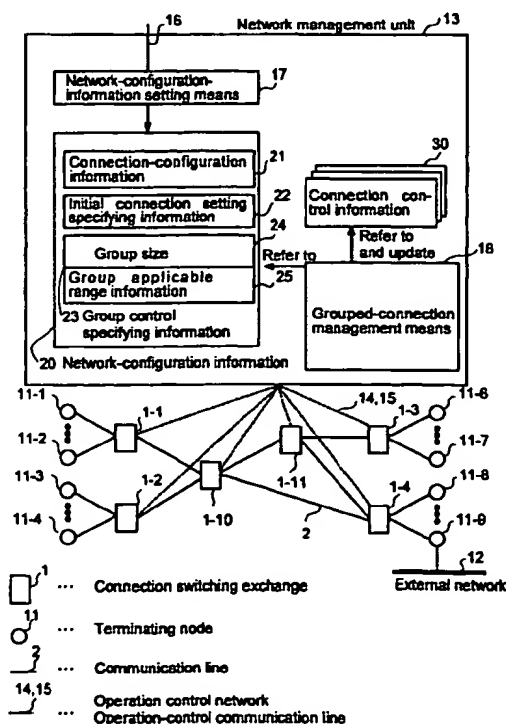 16
Network management unit
13
Network-configuration-
information setting means
17
Connection-configuration
information
21
Initial connection setting
specifying information
22
24
Group size
Group applicable
range information
25
23 Group control
specifying information
20 Network-configuration information
30
Connection con-
trol information
Refer to
and update
Refer to
18
Grouped-connection
management means
11-1
1-1
14,15
1-3
11-6
11-2
11-7
11-3
1-2
1-10
1-11
1-4
11-8
11-4
2
11-9
12
External network
1
... Connection switching exchange
11
... Terminating node
2
... Communication line
14,15
... Operation control network
Operation-control communication line